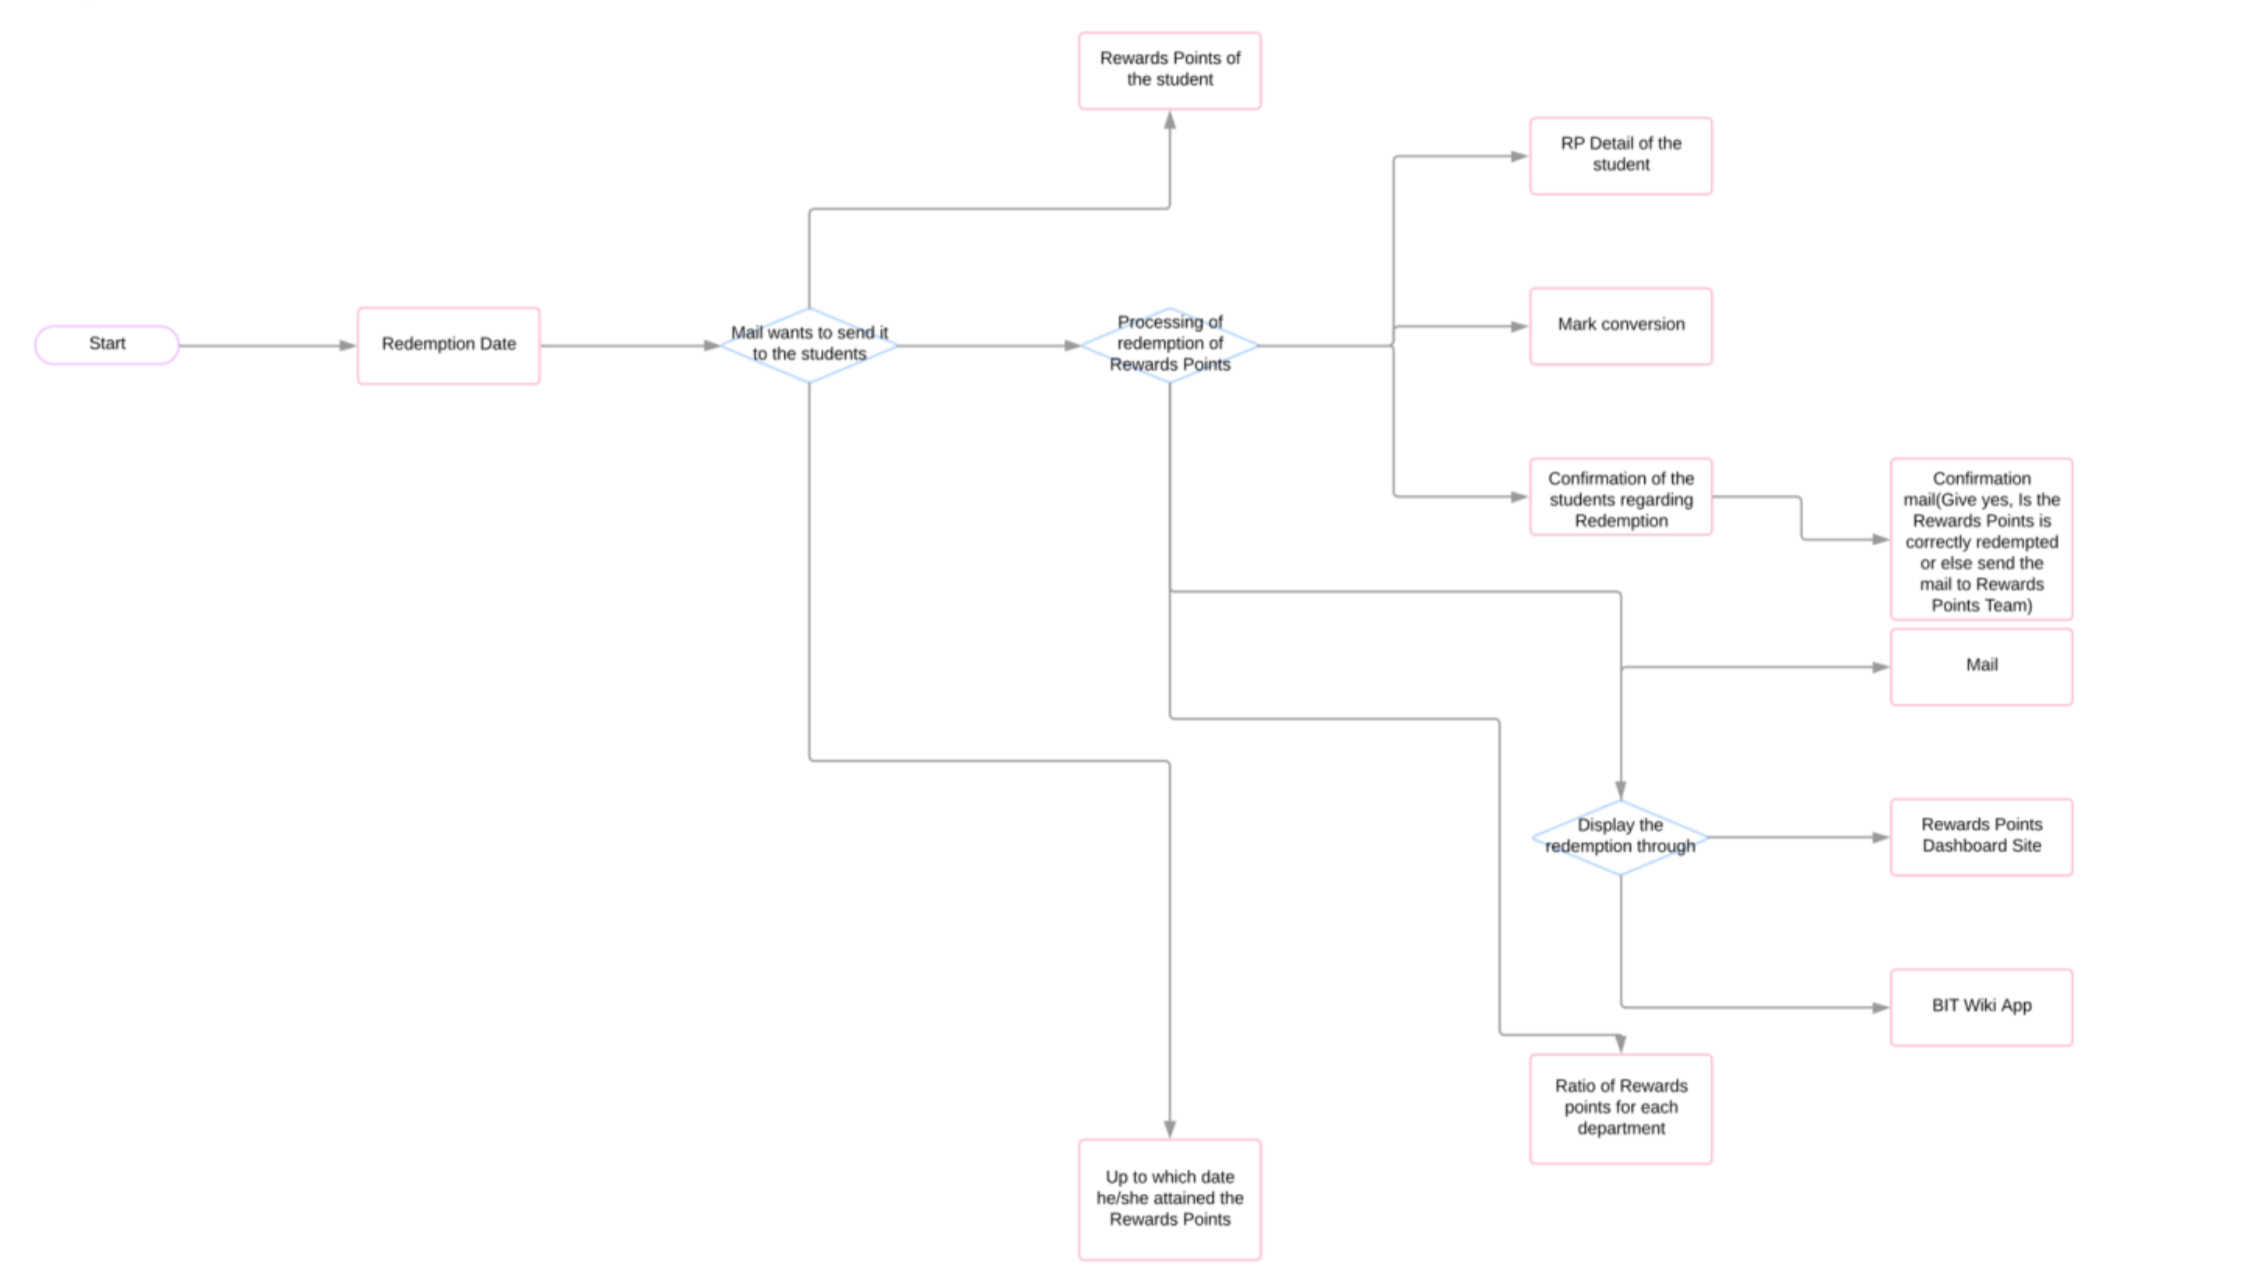 Rewards Points of
the student
RP Detail of the
student
Start
Redemption Date
Mail wants to send it
to the students
Processing of
redemption of
Rewards Points
Mark conversion
Confirmation of the
students regarding
Redemption
Confirmation
mail(Give yes, Is the
Rewards Points is
correctly redempted
or else send the
mail to Rewards
Points Team)
Mail
Display the
redemption through
Rewards Points
Dashboard Site
BIT Wiki App
Ratio of Rewards
points for each
department
Up to which date
he/she attained the
Rewards Points